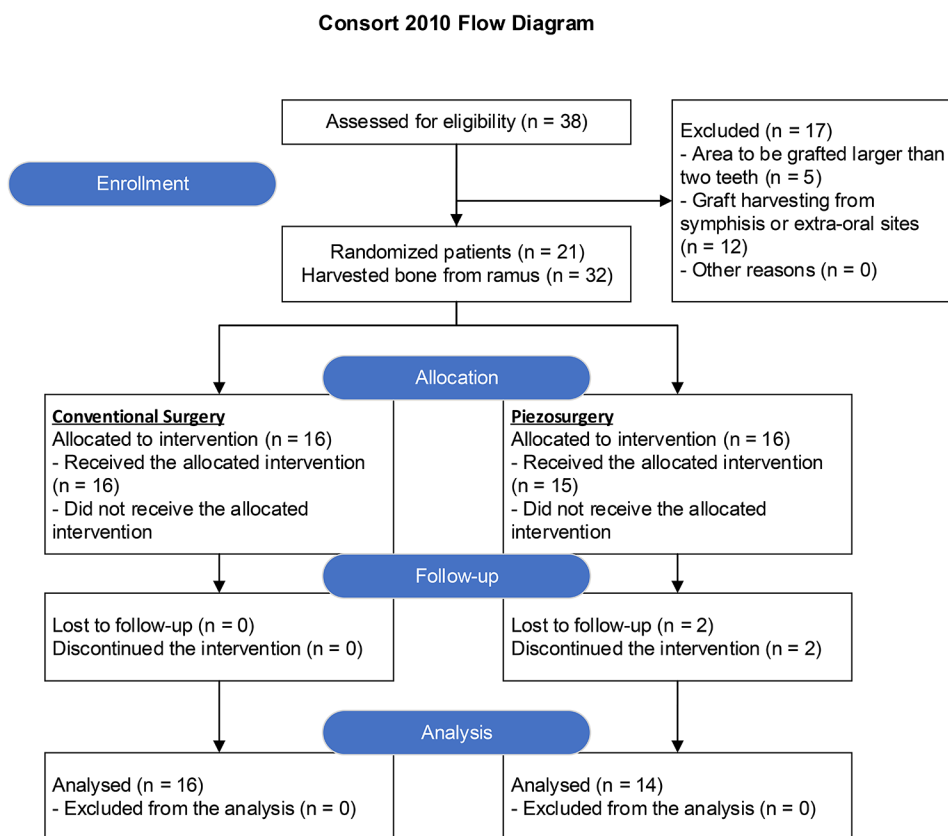 Consort 2010 Flow Diagram
Assessed for eligibility (n = 38)
Excluded (n = 17)
- Area to be grafted larger than
two teeth (n = 5)
- Graft harvesting from
symphisis or extra-oral sites
(n = 12)
- Other reasons (n = 0)
Enrollment
Randomized patients (n = 21)
Harvested bone from ramus (n = 32)
Allocation
Conventional Surgery
Allocated to intervention (n = 16)
- Received the allocated intervention
(n = 16)
- Did not receive the allocated
intervention
Piezosurgery
Allocated to intervention (n = 16)
- Received the allocated intervention
(n = 15)
- Did not receive the allocated
intervention
Follow-up
Lost to follow-up (n = 0)
Discontinued the intervention (n = 0)
Lost to follow-up (n = 2)
Discontinued the intervention (n = 2)
Analysis
Analysed (n = 16)
- Excluded from the analysis (n = 0)
Analysed (n = 14)
- Excluded from the analysis (n = 0)